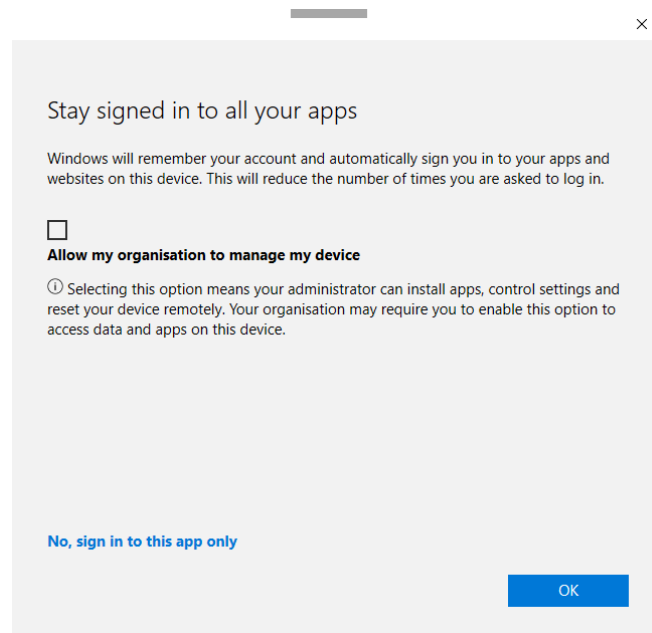 Stay signed in to all your apps
Windows will remember your account and automatically sign you in to your apps and
websites on this device. This will reduce the number of times you are asked to log in.
Allow my organisation to manage my device
Selecting this option means your administrator can install apps, control settings and
reset your device remotely. Your organisation may require you to enable this option to
access data and apps on this device.
No, sign in to this app only
OK